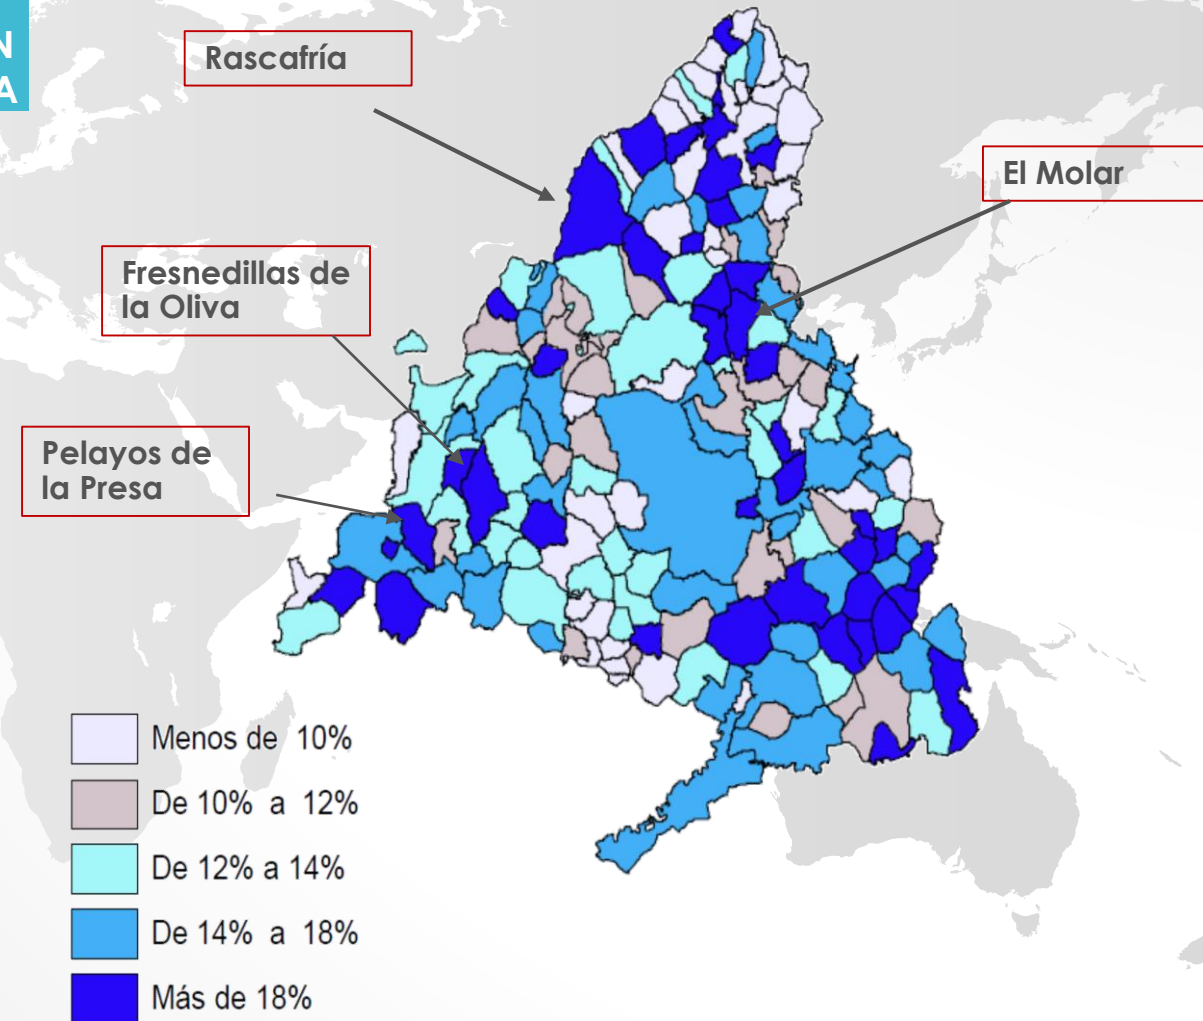 N
A
Rascafría
El Molar
Fresnedillas de
la Oliva
Pelayos de
la Presa
Menos de 10%
De 10% a 12%
De 12% a 14%
De 14% a 18%
Más de 18%